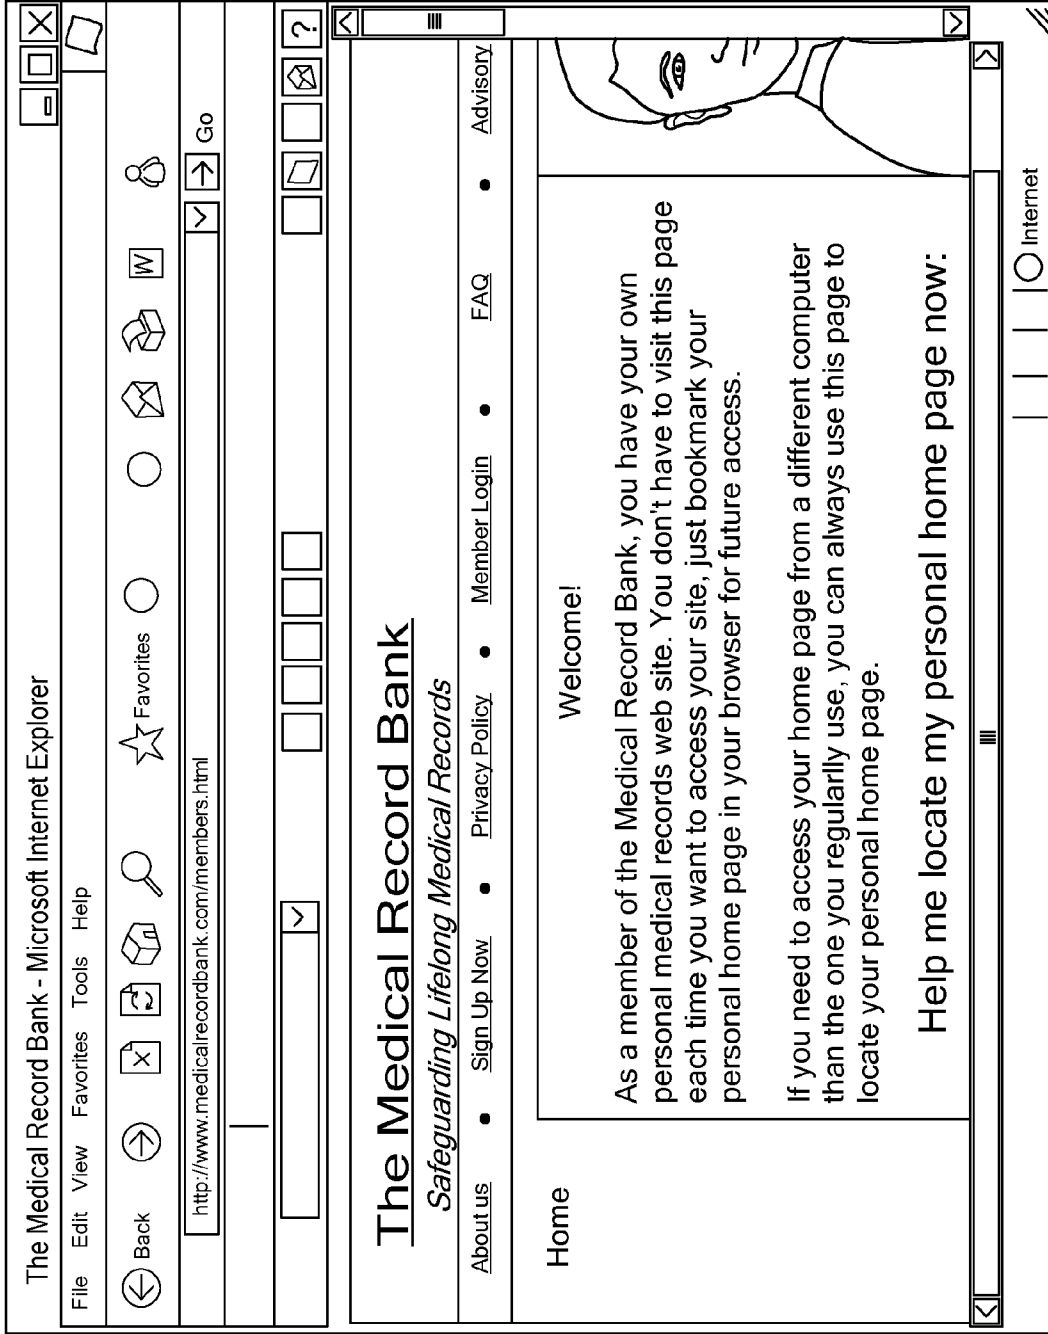 The Medical Record Bank - Microsoft Internet Explorer
File Edit View Favorites Tools Help
Back Favorites W
http://www.medicalrecordbank.com/members.html Go
?
The Medical Record Bank
Safeguarding Lifelong Medical Records
About us • Sign Up Now • Privacy Policy • Member Login • FAQ • Advisory
Home
Welcome!
As a member of the Medical Record Bank, you have your own
personal medical records web site. You don't have to visit this page
each time you want to access your site, just bookmark your
personal home page in your browser for future access.
If you need to access your home page from a different computer
than the one you regularlly use, you can always use this page to
locate your personal home page.
Help me locate my personal home page now:
Internet